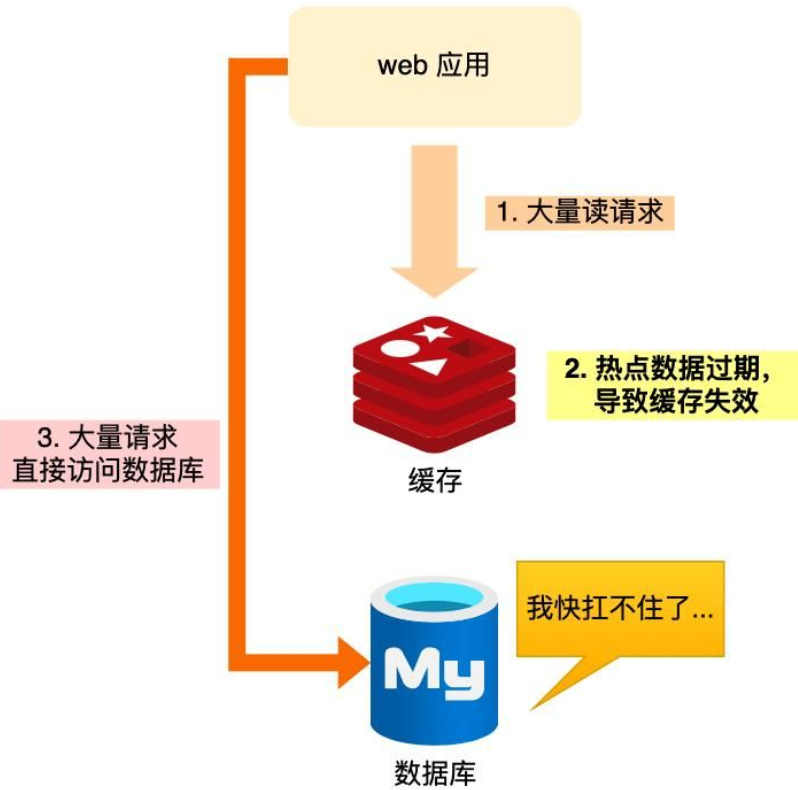 web 应用
1. 大量读请求
2. 热点数据过期，
导致缓存失效
3. 大量请求
直接访问数据库
缓存
我快扛不住了...
My
数据库